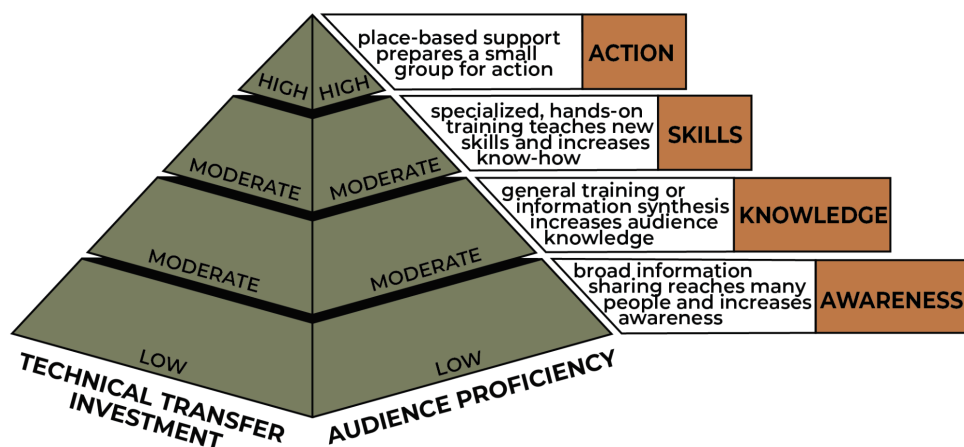 place-based support
prepares a small
group for action
ACTION
HIGH HIGH
specialized, hands-on
training teaches new
skills and increases
know-how
SKILLS
MODERATE MODERATE
general training or
information synthesis
increases audience
knowledge
KNOWLEDGE
MODERATE MODERATE
broad information
sharing reaches many
people and increases
awareness
AWARENESS
LOW LOW
TECHNICAL TRANSFER
INVESTMENT
AUDIENCE PROFICIENCY